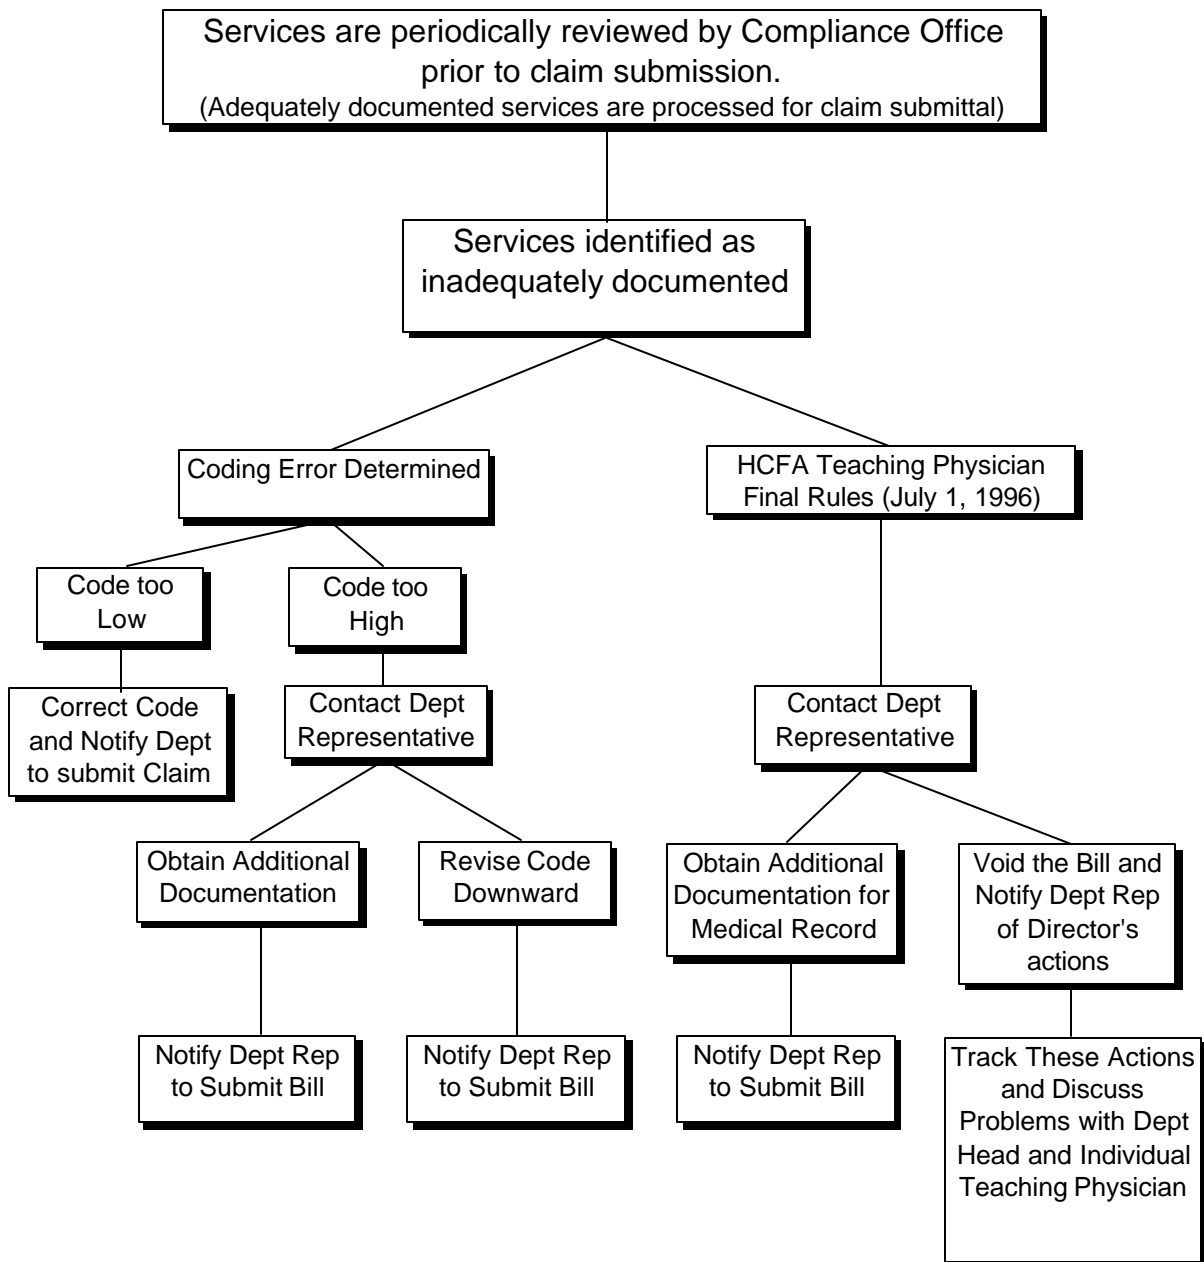 Services are periodically reviewed by Compliance Office
prior to claim submission.
(Adequately documented services are processed for claim submittal)
Services identified as
inadequately documented
Coding Error Determined
HCFA Teaching Physician
Final Rules (July 1, 1996)
Code too
Low
Code too
High
Correct Code
and Notify Dept
to submit Claim
Contact Dept
Representative
Contact Dept
Representative
Obtain Additional
Documentation
Revise Code
Downward
Obtain Additional
Documentation for
Medical Record
Void the Bill and
Notify Dept Rep
of Director's
actions
Notify Dept Rep
to Submit Bill
Notify Dept Rep
to Submit Bill
Notify Dept Rep
to Submit Bill
Track These Actions
and Discuss
Problems with Dept
Head and Individual
Teaching Physician